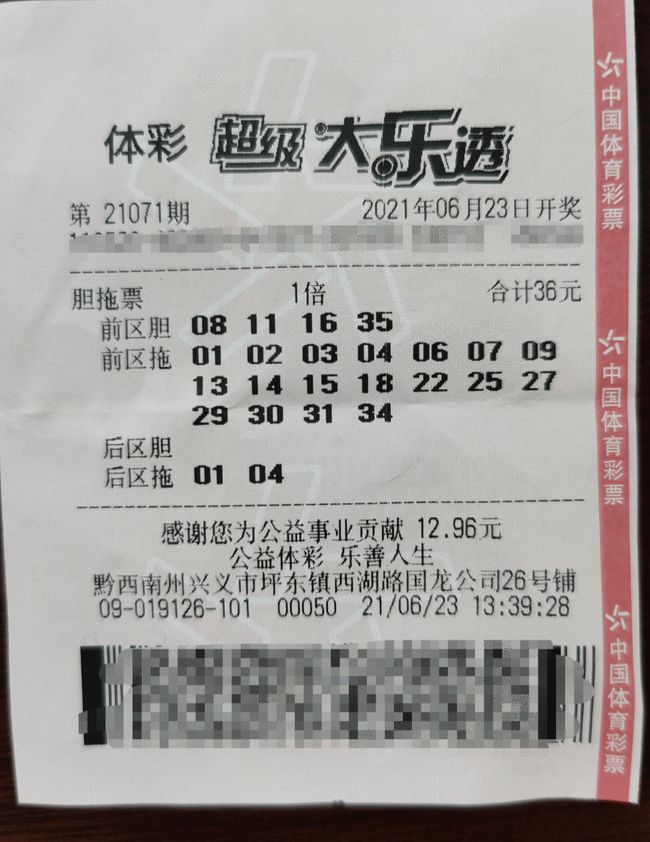 体彩 超级大乐透
第 21071期 2021年06月23日开奖
胆拖票 1倍 合计36元
前区胆 08 11 16 35
前区拖 01 02 03 04 06 07 09
13 14 15 18 22 25 27
29 30 31 34
后区胆
后区拖 01 04
感谢您为公益事业贡献 12.96元
公益体彩 乐善人生
黔西南州兴义市坪东镇西湖路国龙公司26号铺
09-019126-101 00050 21/06/23 13:39:28
中国体育彩票
中国体育彩票
中国体育彩票